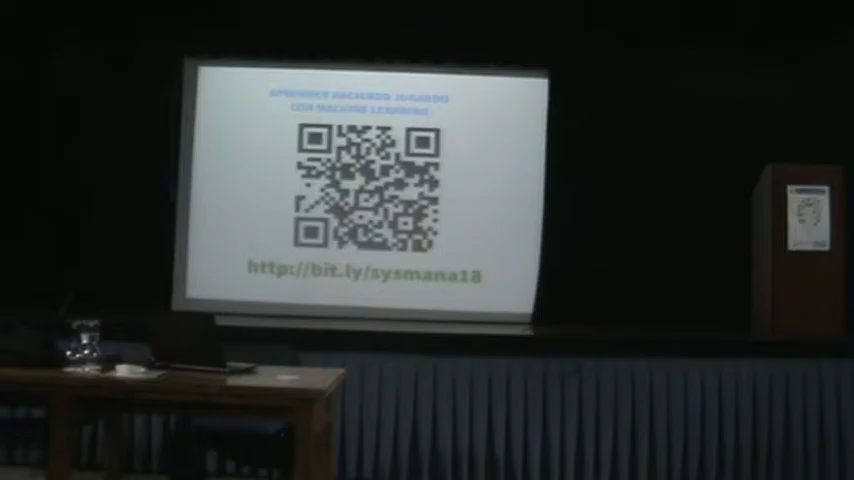 APRENDER HACIENDO JUGANDO
CON MACHINE LEARNING
http://bit.ly/sysmana18